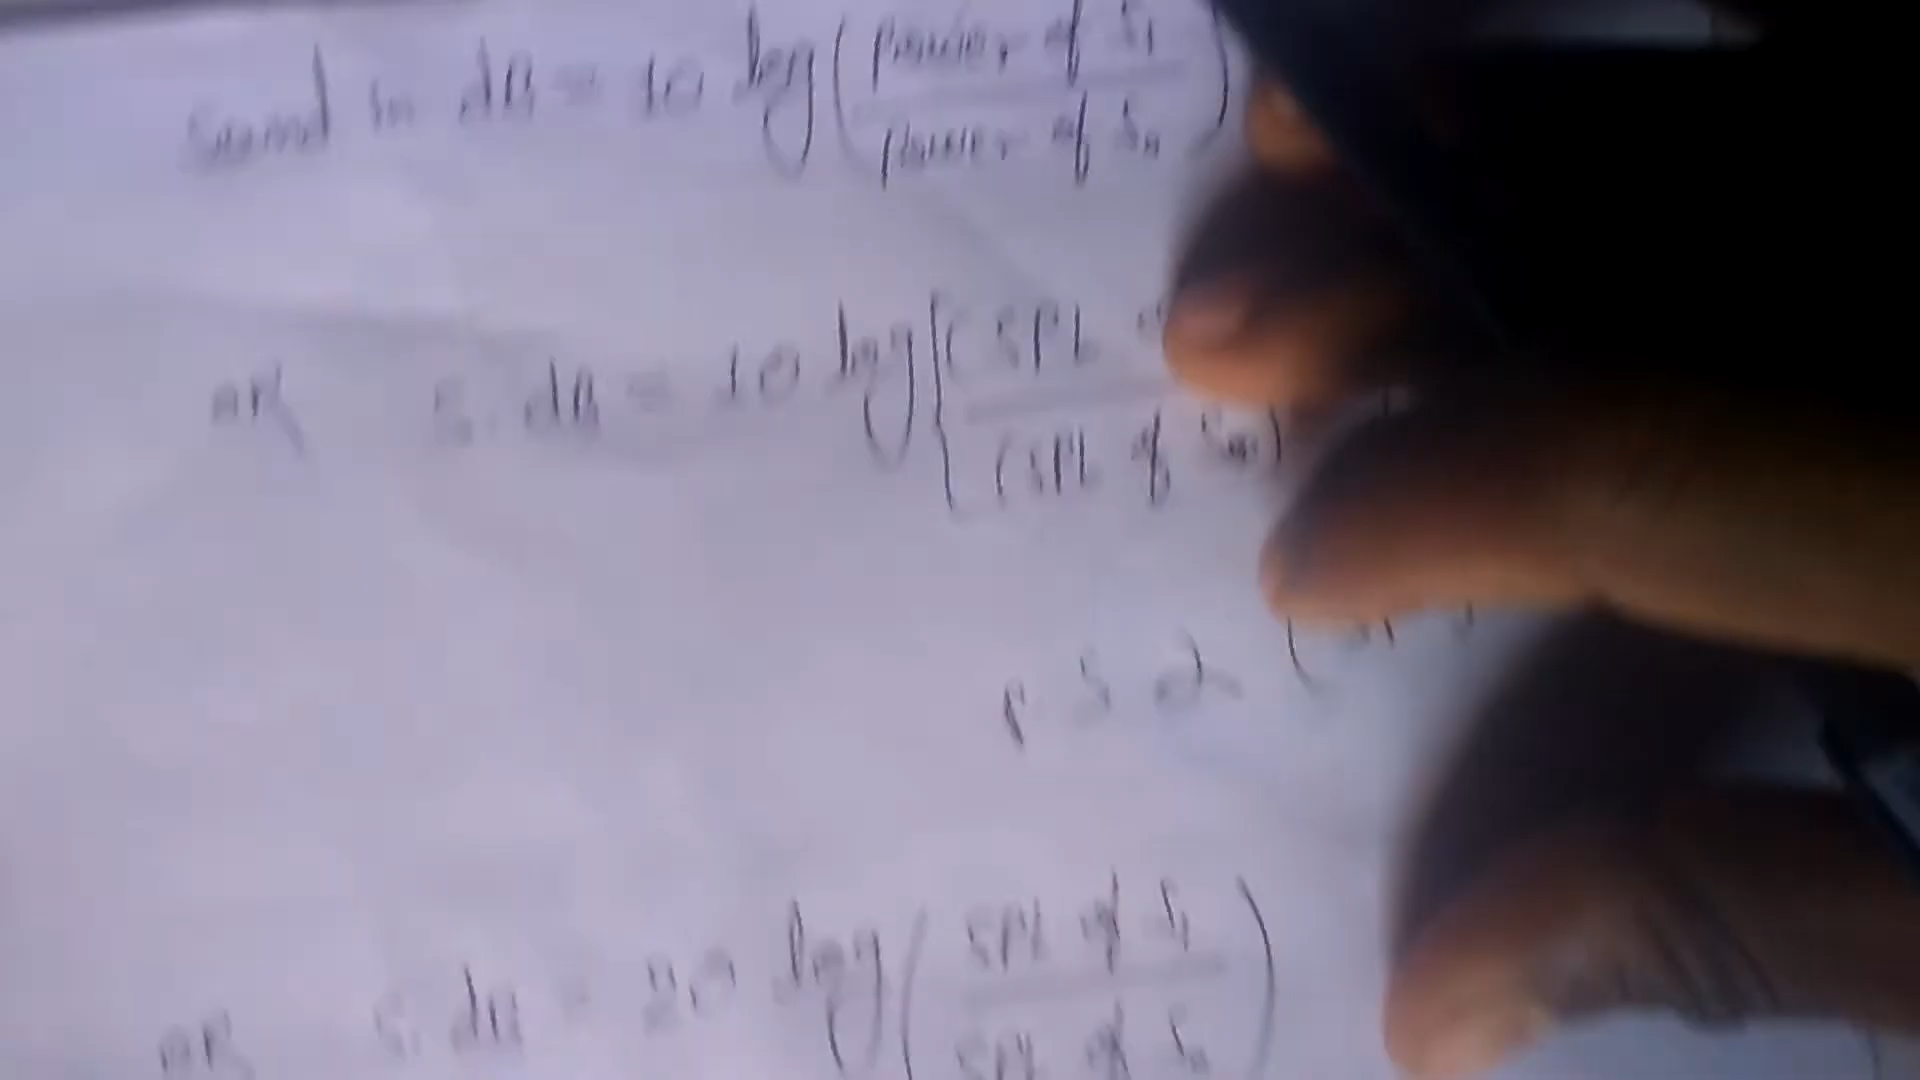 Sound in dB = 10 log (Power of S1 / Power of S0)
OR S. dB = 10 log { (SPL / (SPL of S0)
P. S α (
OR S. dB = 20 log ( SPL of S1 / SPL of S0 )